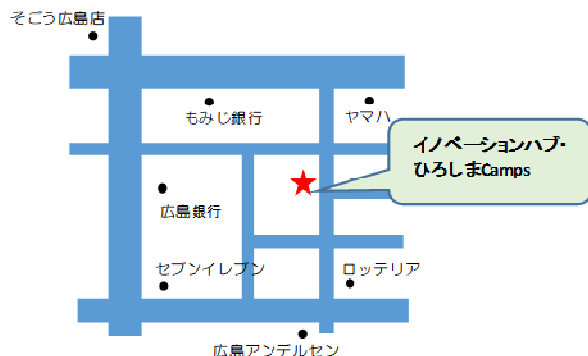 そごう広島店
もみじ銀行
ヤマハ
イノベーションハブ・
ひろしまCamps
広島銀行
セブンイレブン
ロッテリア
広島アンデルセン